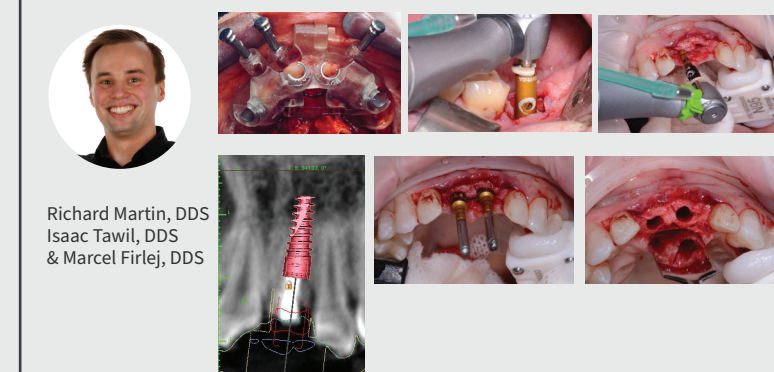 Richard Martin, DDS
Isaac Tawil, DDS
& Marcel Firlej, DDS